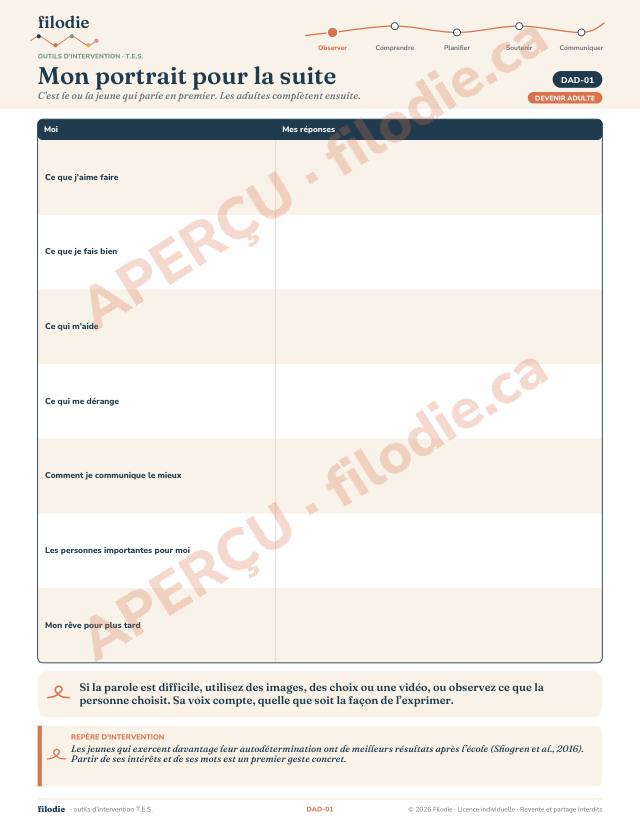 filodie
OUTILS D'INTERVENTION · T.E.S.
Observer Comprendre Planifier Soutenir Communiquer
Mon portrait pour la suite
C'est le ou la jeune qui parle en premier. Les adultes complètent ensuite.
DAD-01
DEVENIR ADULTE
Moi Mes réponses
Ce que j'aime faire
Ce que je fais bien
Ce qui m'aide
Ce qui me dérange
Comment je communique le mieux
Les personnes importantes pour moi
Mon rêve pour plus tard
APERÇU · filodie.ca
APERÇU · filodie.ca
Si la parole est difficile, utilisez des images, des choix ou une vidéo, ou observez ce que la
personne choisit. Sa voix compte, quelle que soit la façon de l'exprimer.
REPÈRE D'INTERVENTION
Les jeunes qui exercent davantage leur autodétermination ont de meilleurs résultats après l'école (Shogren et al., 2016).
Partir de ses intérêts et de ses mots est un premier geste concret.
filodie · outils d'intervention T.E.S. DAD-01 © 2026 Filodie · Licence individuelle · Revente et partage interdits